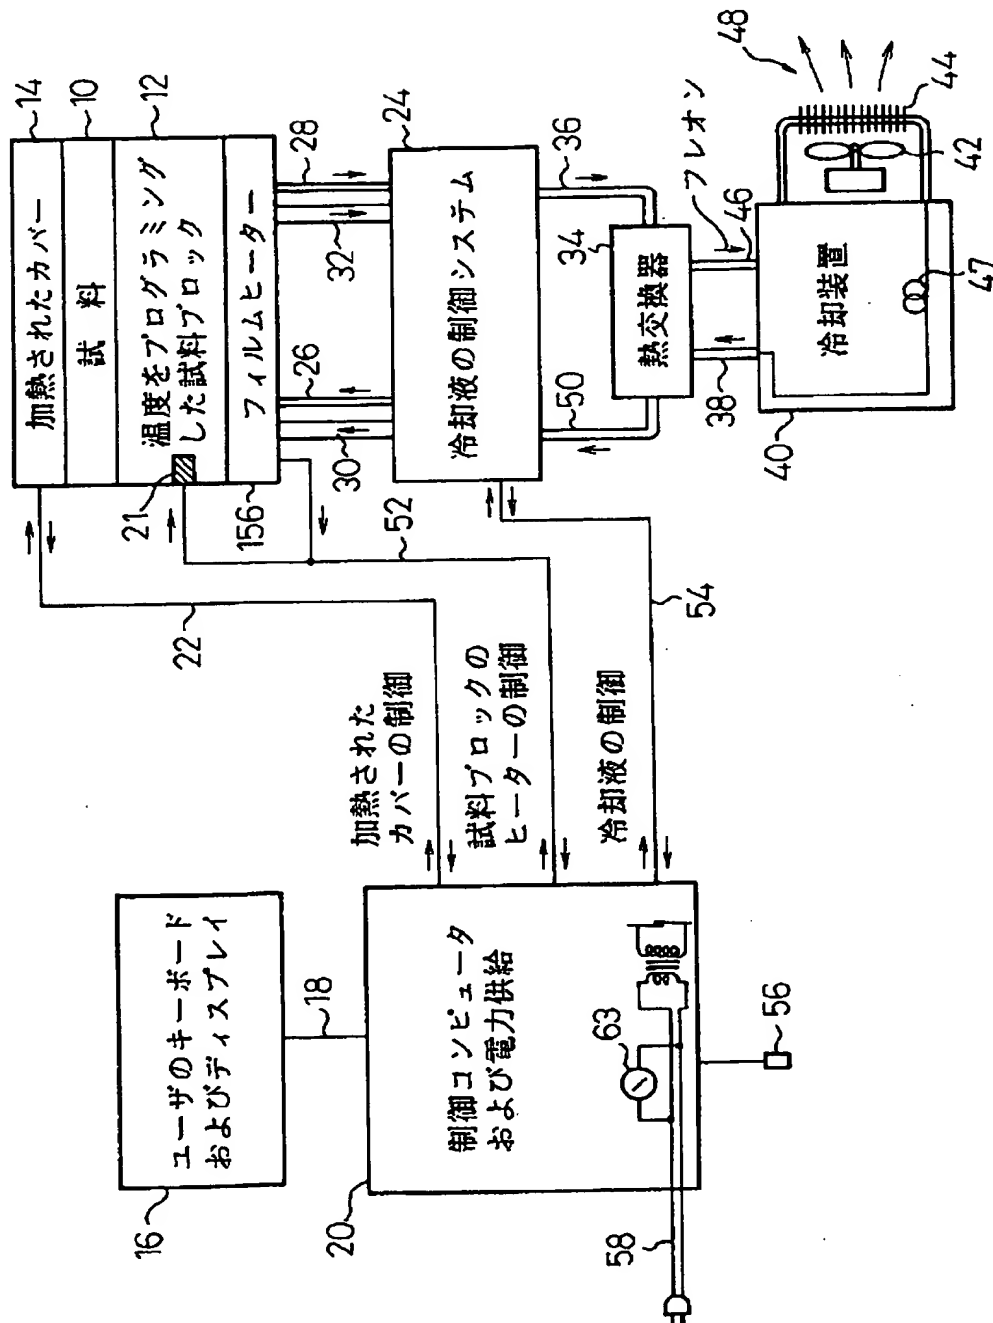 16
ユーザのキーボード
およびディスプレイ
18
20
制御コンピュータ
および電力供給
63
58
56
加熱された
カバーの制御
試料ブロックの
ヒーターの制御
冷却液の制御
22
52
54
14
10
12
加熱されたカバー
試料
温度をプログラミング
した試料ブロック
フィルムヒーター
21
156
30
26
32
28
24
冷却液の制御システム
50
36
34
熱交換器
フレオン
38
46
40
冷却装置
47
42
44
48